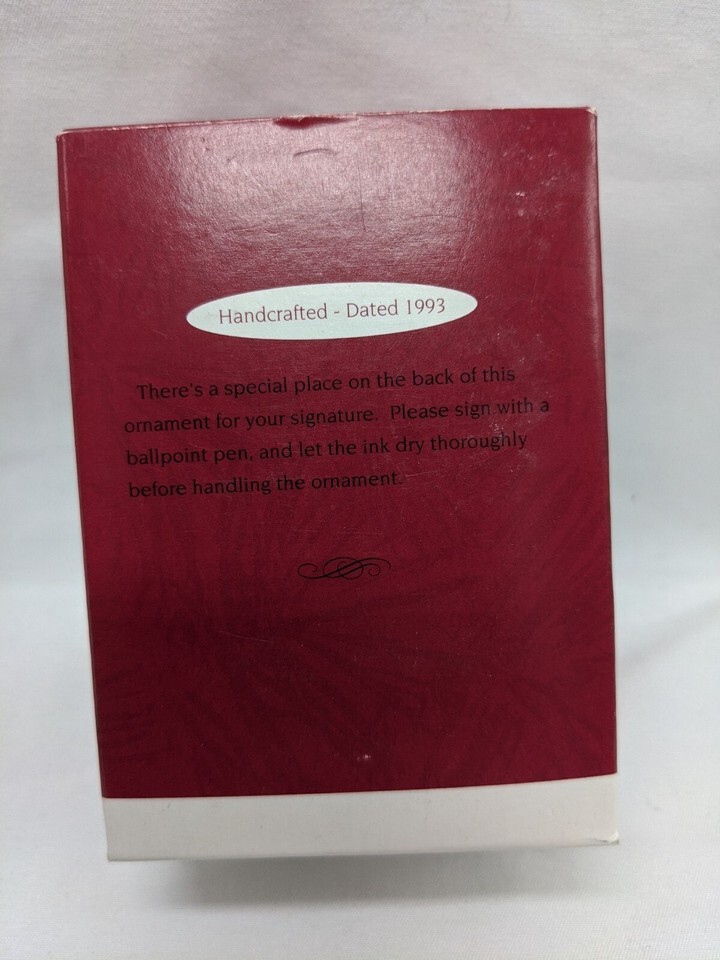 Handcrafted - Dated 1993
There's a special place on the back of this
ornament for your signature. Please sign with a
ballpoint pen, and let the ink dry thoroughly
before handling the ornament.